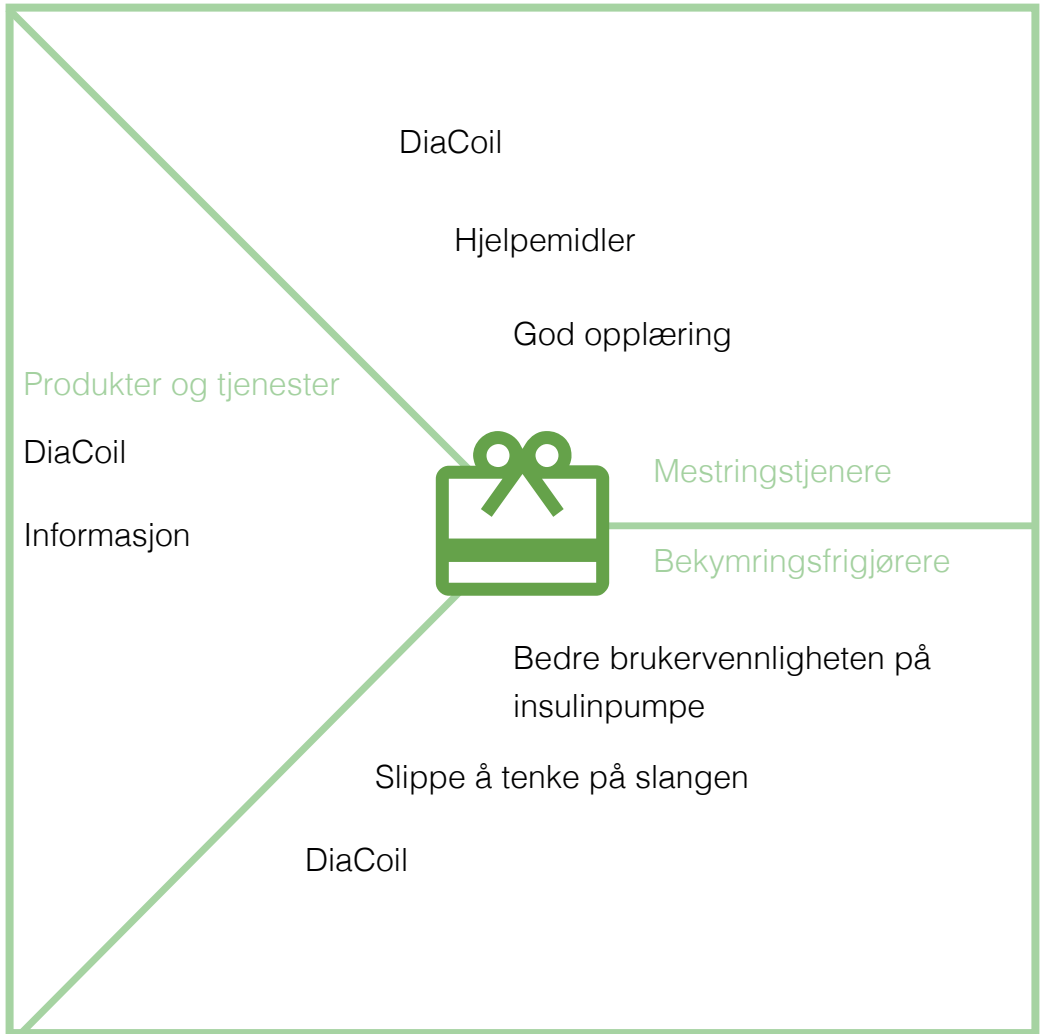 DiaCoil
Hjelpemidler
God opplæring
Produkter og tjenester
DiaCoil
Informasjon
Mestringstjenere
Bekymringsfrigjørere
Bedre brukervennligheten på
insulinpumpe
Slippe å tenke på slangen
DiaCoil